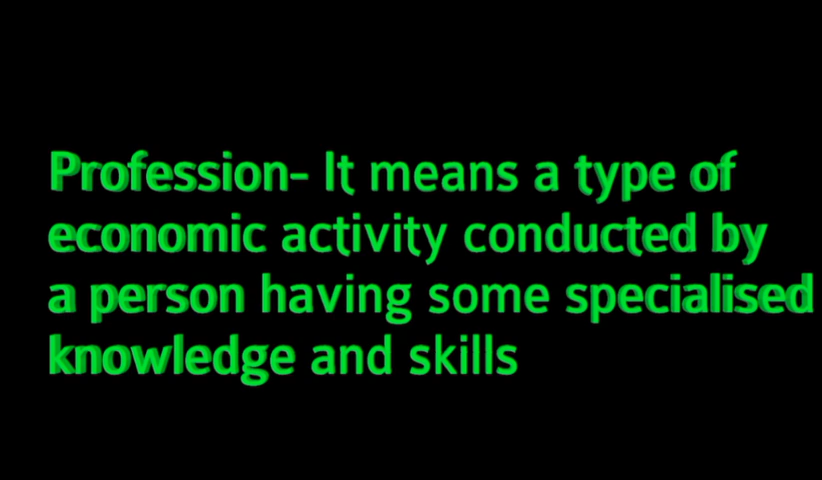 Profession- It means a type of
economic activity conducted by
a person having some specialised
knowledge and skills